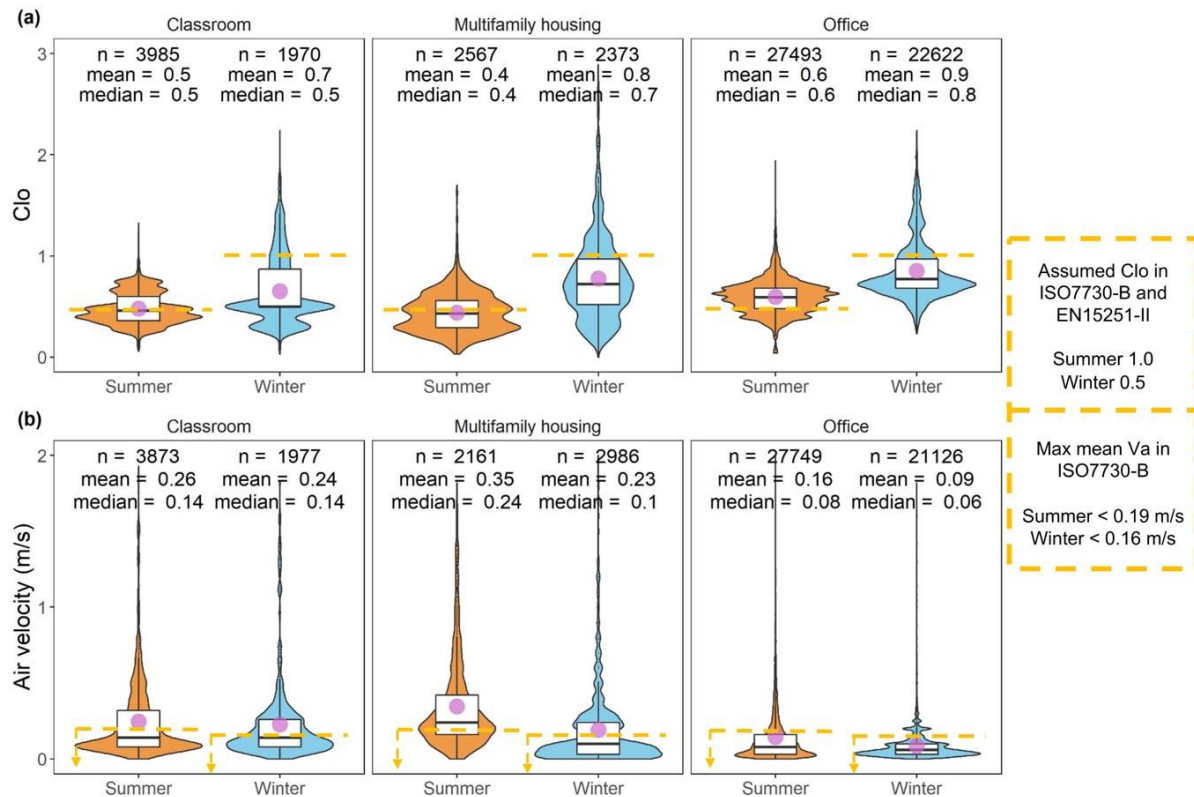 (a)
Classroom
Multifamily housing
Office
n = 3985
n = 1970
n = 2567
n = 2373
n = 27493
n = 22622
mean = 0.5
mean = 0.7
mean = 0.4
mean = 0.8
mean = 0.6
mean = 0.9
median = 0.5
median = 0.5
median = 0.4
median = 0.7
median = 0.6
median = 0.8
Clo
3
2
1
0
Summer
Winter
Summer
Winter
Summer
Winter
(b)
Classroom
Multifamily housing
Office
n = 3873
n = 1977
n = 2161
n = 2986
n = 27749
n = 21126
mean = 0.26
mean = 0.24
mean = 0.35
mean = 0.23
mean = 0.16
mean = 0.09
median = 0.14
median = 0.14
median = 0.24
median = 0.1
median = 0.08
median = 0.06
Air velocity (m/s)
2
1
0
Summer
Winter
Summer
Winter
Summer
Winter
Assumed Clo in
ISO7730-B and
EN15251-II
Summer 1.0
Winter 0.5
Max mean Va in
ISO7730-B
Summer < 0.19 m/s
Winter < 0.16 m/s